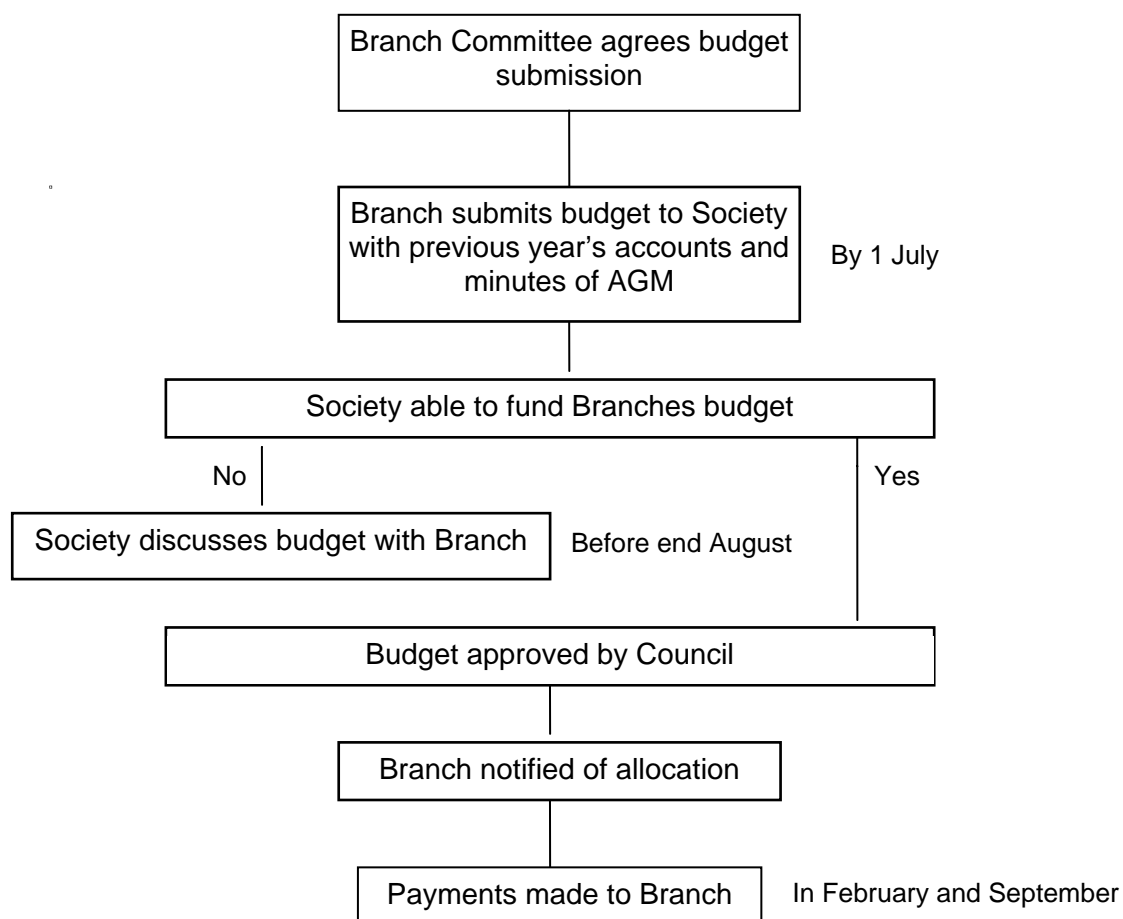 Branch Committee agrees budget
submission
Branch submits budget to Society
with previous year’s accounts and
minutes of AGM
By 1 July
Society able to fund Branches budget
No
Yes
Society discusses budget with Branch
Before end August
Budget approved by Council
Branch notified of allocation
Payments made to Branch
In February and September